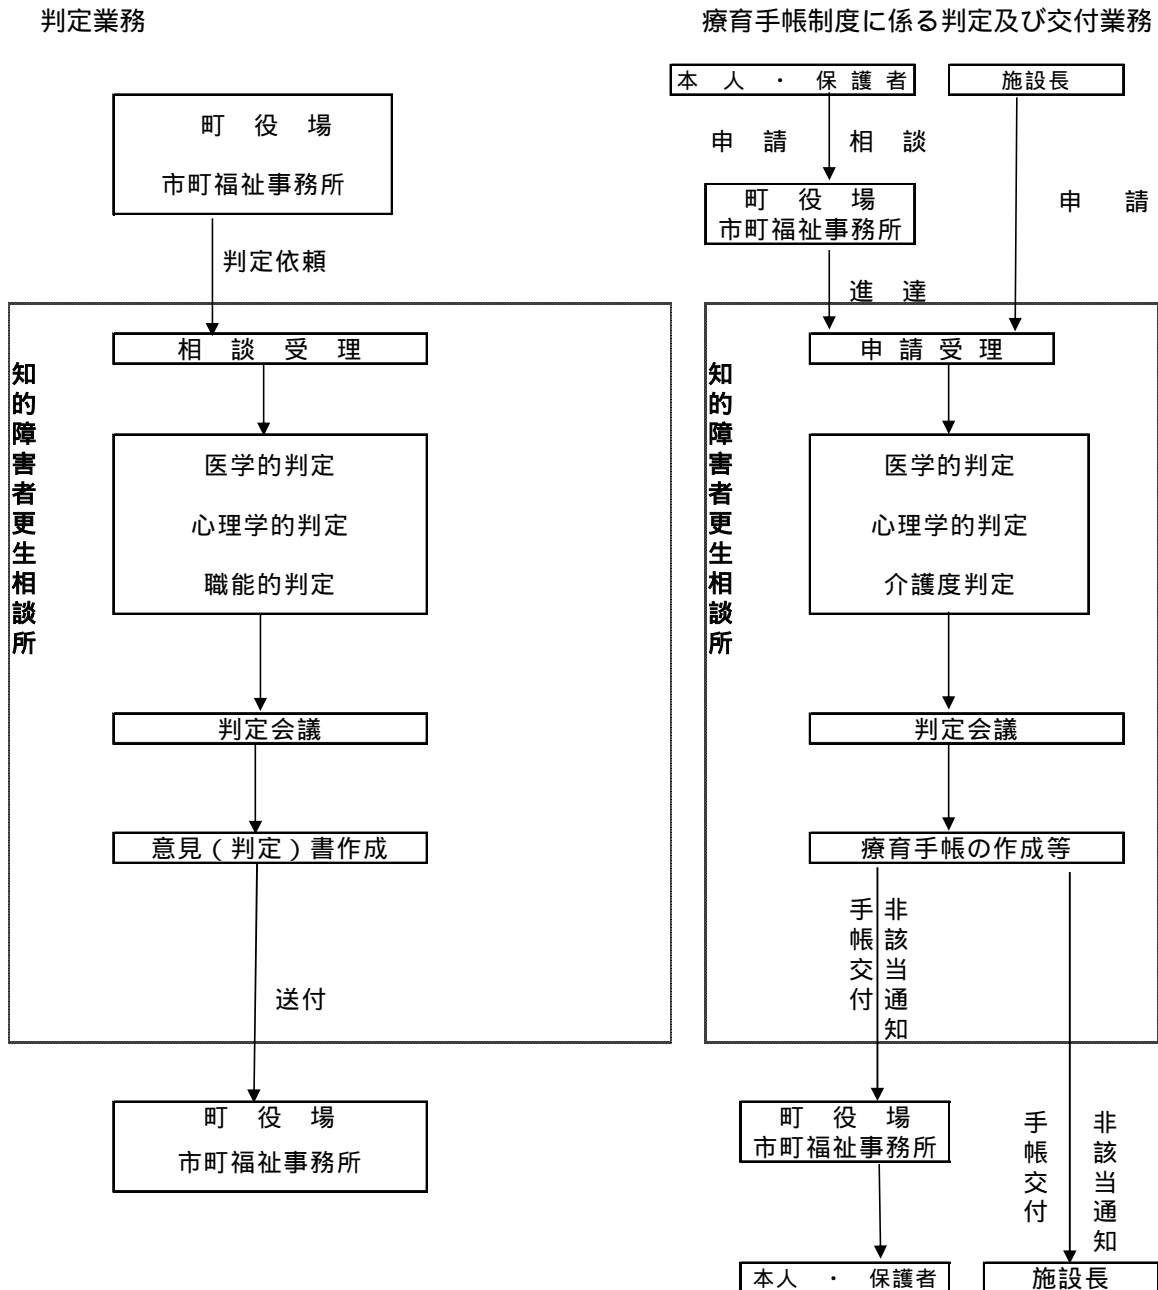 判定業務
町　役　場
市町福祉事務所
判定依頼
知的障害者更生相談所
相　談　受　理
医学的判定
心理学的判定
職能的判定
判定会議
意見（判定）書作成
送付
町　役　場
市町福祉事務所
療育手帳制度に係る判定及び交付業務
本　人　・　保 護 者
施設長
申　請
相　談
町　役　場
市町福祉事務所
申　　請
進　達
知的障害者更生相談所
申 請 受 理
医学的判定
心理学的判定
介護度判定
判定会議
療育手帳の作成等
手帳交付
非該当通知
町　役　場
市町福祉事務所
手帳交付
非該当通知
本人　・　保護者
施設長